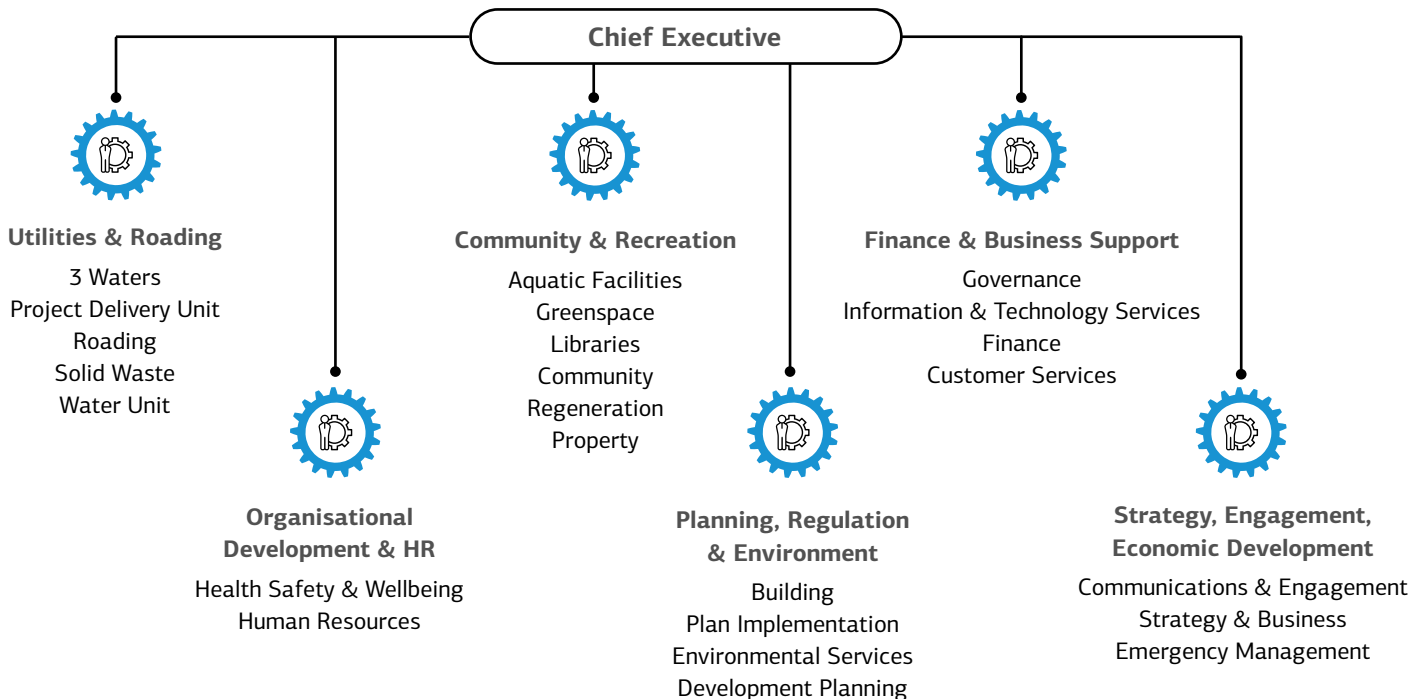 Chief Executive
Utilities & Roading
3 Waters
Project Delivery Unit
Roading
Solid Waste
Water Unit
Organisational
Development & HR
Health Safety & Wellbeing
Human Resources
Community & Recreation
Aquatic Facilities
Greenspace
Libraries
Community
Regeneration
Property
Planning, Regulation
& Environment
Building
Plan Implementation
Environmental Services
Development Planning
Finance & Business Support
Governance
Information & Technology Services
Finance
Customer Services
Strategy, Engagement,
Economic Development
Communications & Engagement
Strategy & Business
Emergency Management